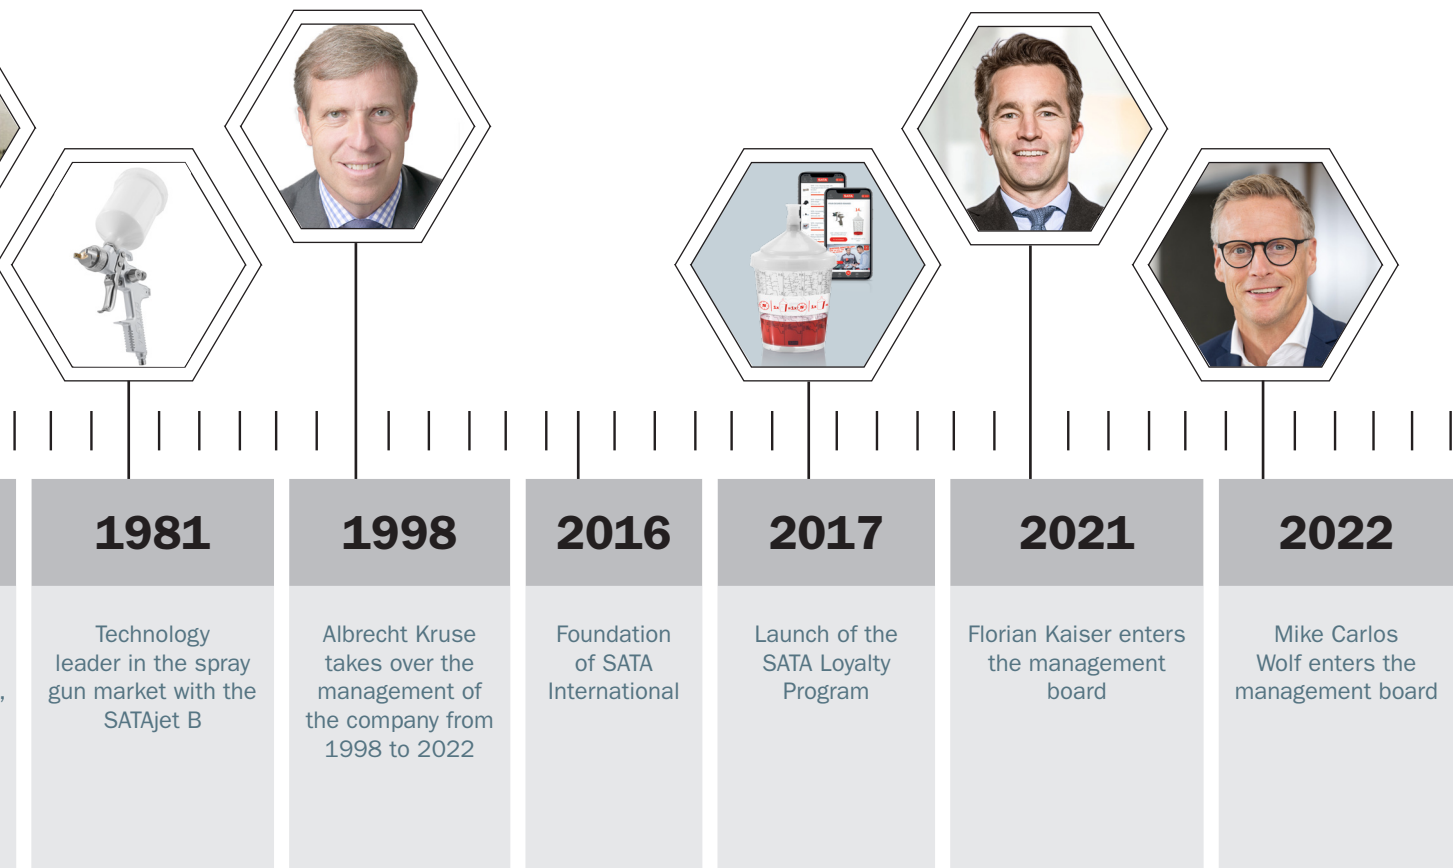 1981
Technology
leader in the spray
gun market with the
SATAjet B
1998
Albrecht Kruse
takes over the
management of
the company from
1998 to 2022
2016
Foundation
of SATA
International
2017
Launch of the
SATA Loyalty
Program
2021
Florian Kaiser enters
the management
board
2022
Mike Carlos
Wolf enters the
management board